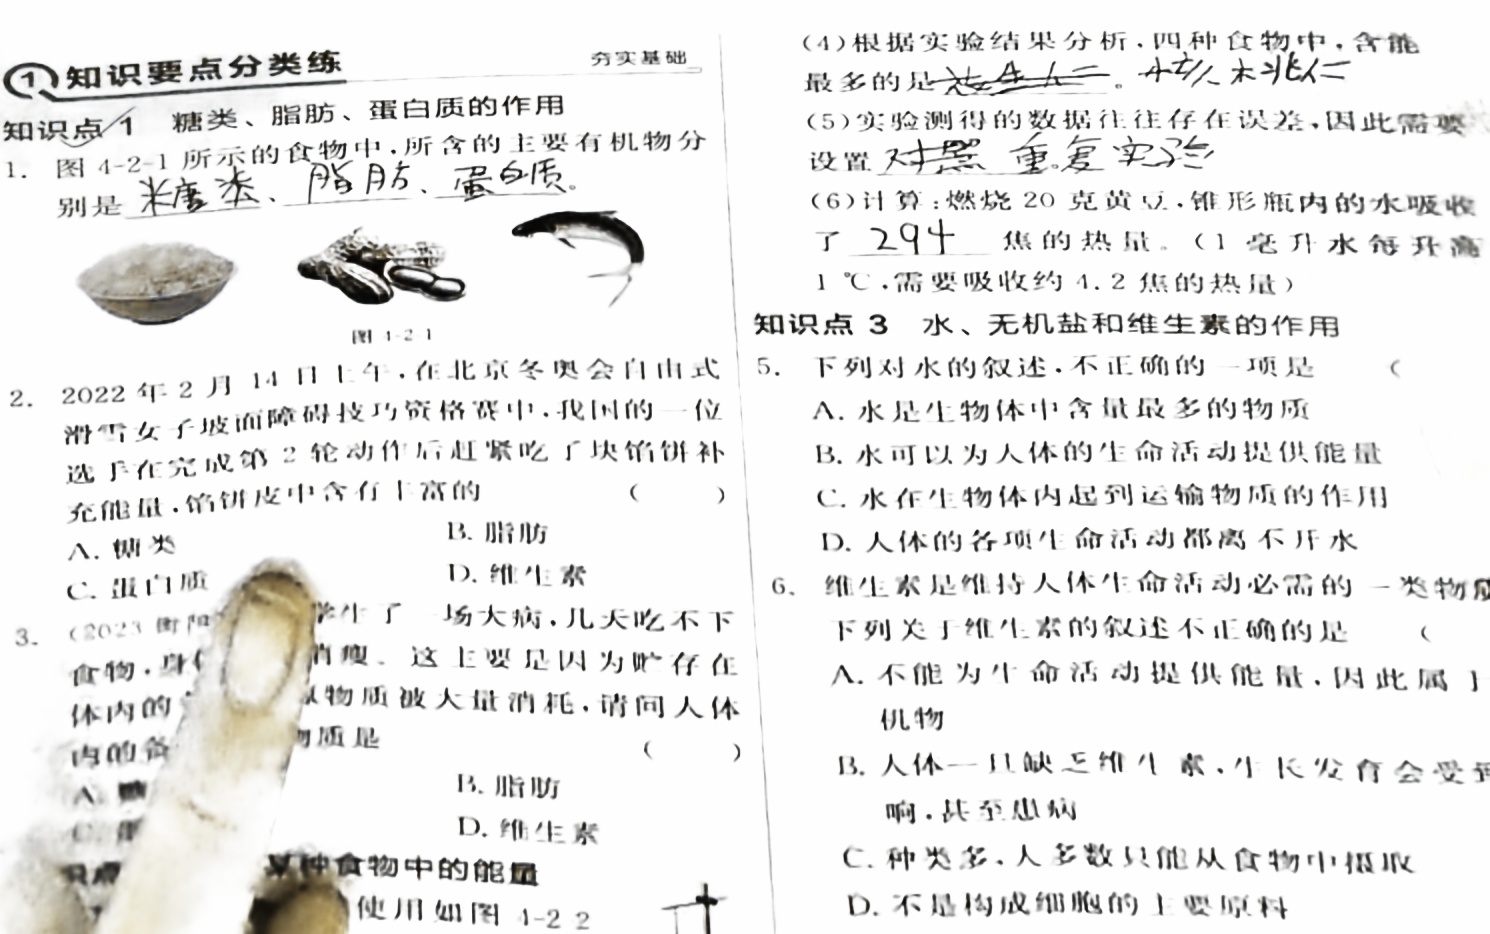 ① 知识要点分类练
夯实基础
知识点 1 糖类、脂肪、蛋白质的作用
1. 图 4-2-1 所示的食物中,所含的主要有机物分
别是 糖类、脂肪、蛋白质。
图 4-2-1
2. 2022 年 2 月 14 日上午,在北京冬奥会自由式
滑雪女子坡面障碍技巧资格赛中,我国的一位
选手在完成第 2 轮动作后赶紧吃了块馅饼补
充能量,馅饼皮中含有丰富的 ( )
A. 糖类
B. 脂肪
C. 蛋白质
D. 维生素
3. (2023 衡阳 学生了一场大病,几天吃不下
食物,身 消瘦。这主要是因为贮存在
体内的 物质被大量消耗,请问人体
内的备 物质是 ( )
A. 糖
B. 脂肪
C. 蛋
D. 维生素
识点 某种食物中的能量
使用如图 4-2-2
(4)根据实验结果分析,四种食物中,含能
最多的是 。 核桃仁
(5)实验测得的数据往往存在误差,因此需要
设置 对照 重复实验。
(6)计算:燃烧 20 克黄豆,锥形瓶内的水吸收
了 294 焦的热量。(1 毫升水每升高
1 ℃,需要吸收约 4.2 焦的热量)
知识点 3 水、无机盐和维生素的作用
5. 下列对水的叙述,不正确的一项是 (
A. 水是生物体中含量最多的物质
B. 水可以为人体的生命活动提供能量
C. 水在生物体内起到运输物质的作用
D. 人体的各项生命活动都离不开水
6. 维生素是维持人体生命活动必需的一类物质
下列关于维生素的叙述不正确的是 (
A. 不能为生命活动提供能量,因此属于
机物
B. 人体一旦缺乏维生素,生长发育会受到
响,甚至患病
C. 种类多,人多数只能从食物中摄取
D. 不是构成细胞的主要原料